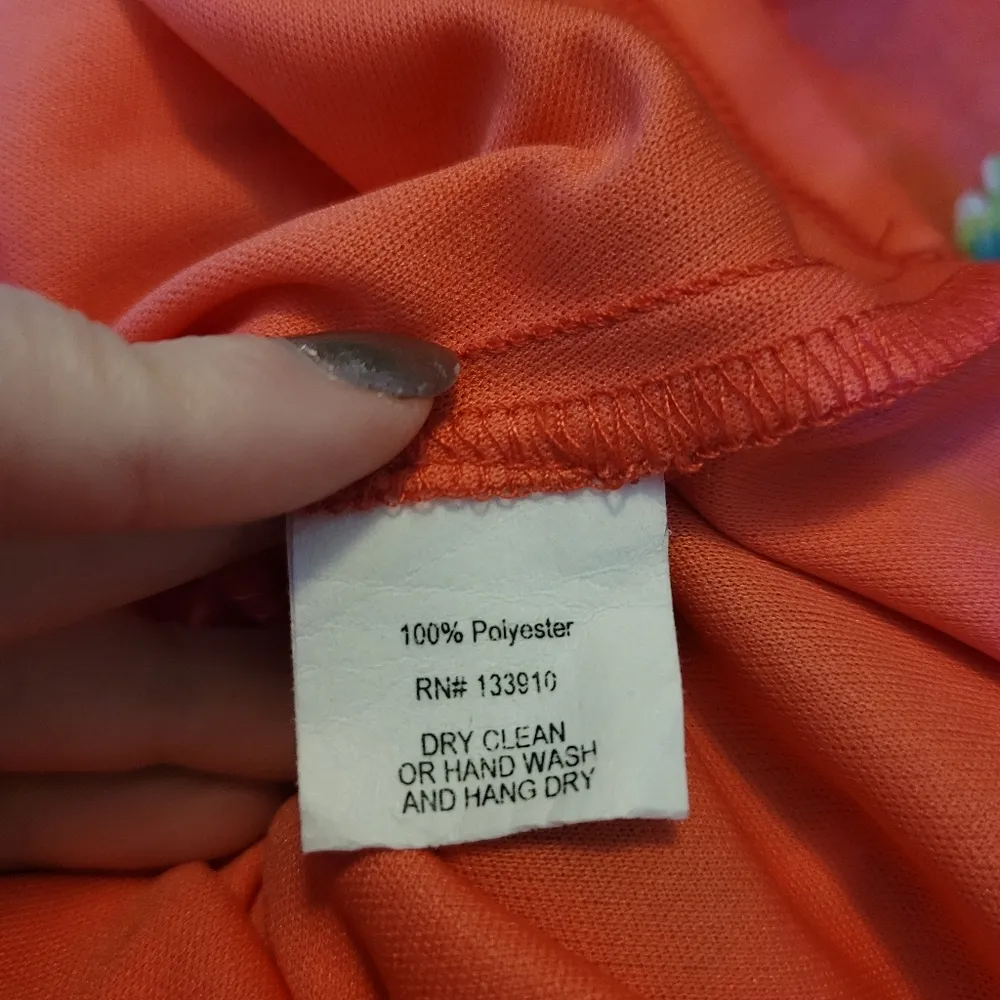 100% Polyester
RN# 133910
DRY CLEAN
OR HAND WASH
AND HANG DRY